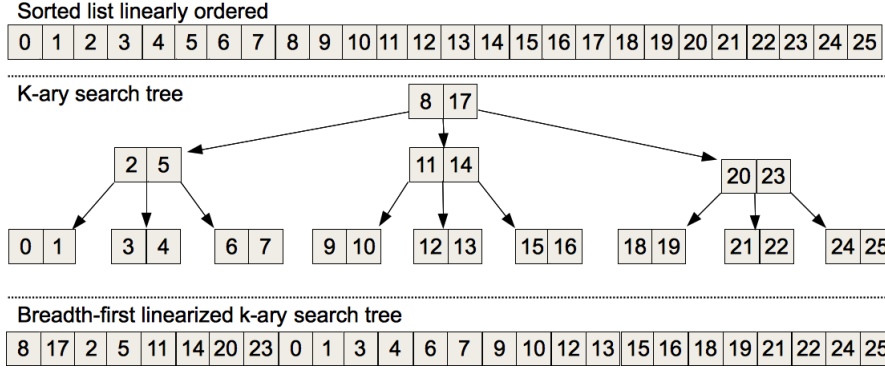 Sorted list linearly ordered
0 1 2 3 4 5 6 7 8 9 10 11 12 13 14 15 16 17 18 19 20 21 22 23 24 25
K-ary search tree
8 17
2 5 11 14 20 23
0 1 3 4 6 7 9 10 12 13 15 16 18 19 21 22 24 25
Breadth-first linearized k-ary search tree
8 17 2 5 11 14 20 23 0 1 3 4 6 7 9 10 12 13 15 16 18 19 21 22 24 25